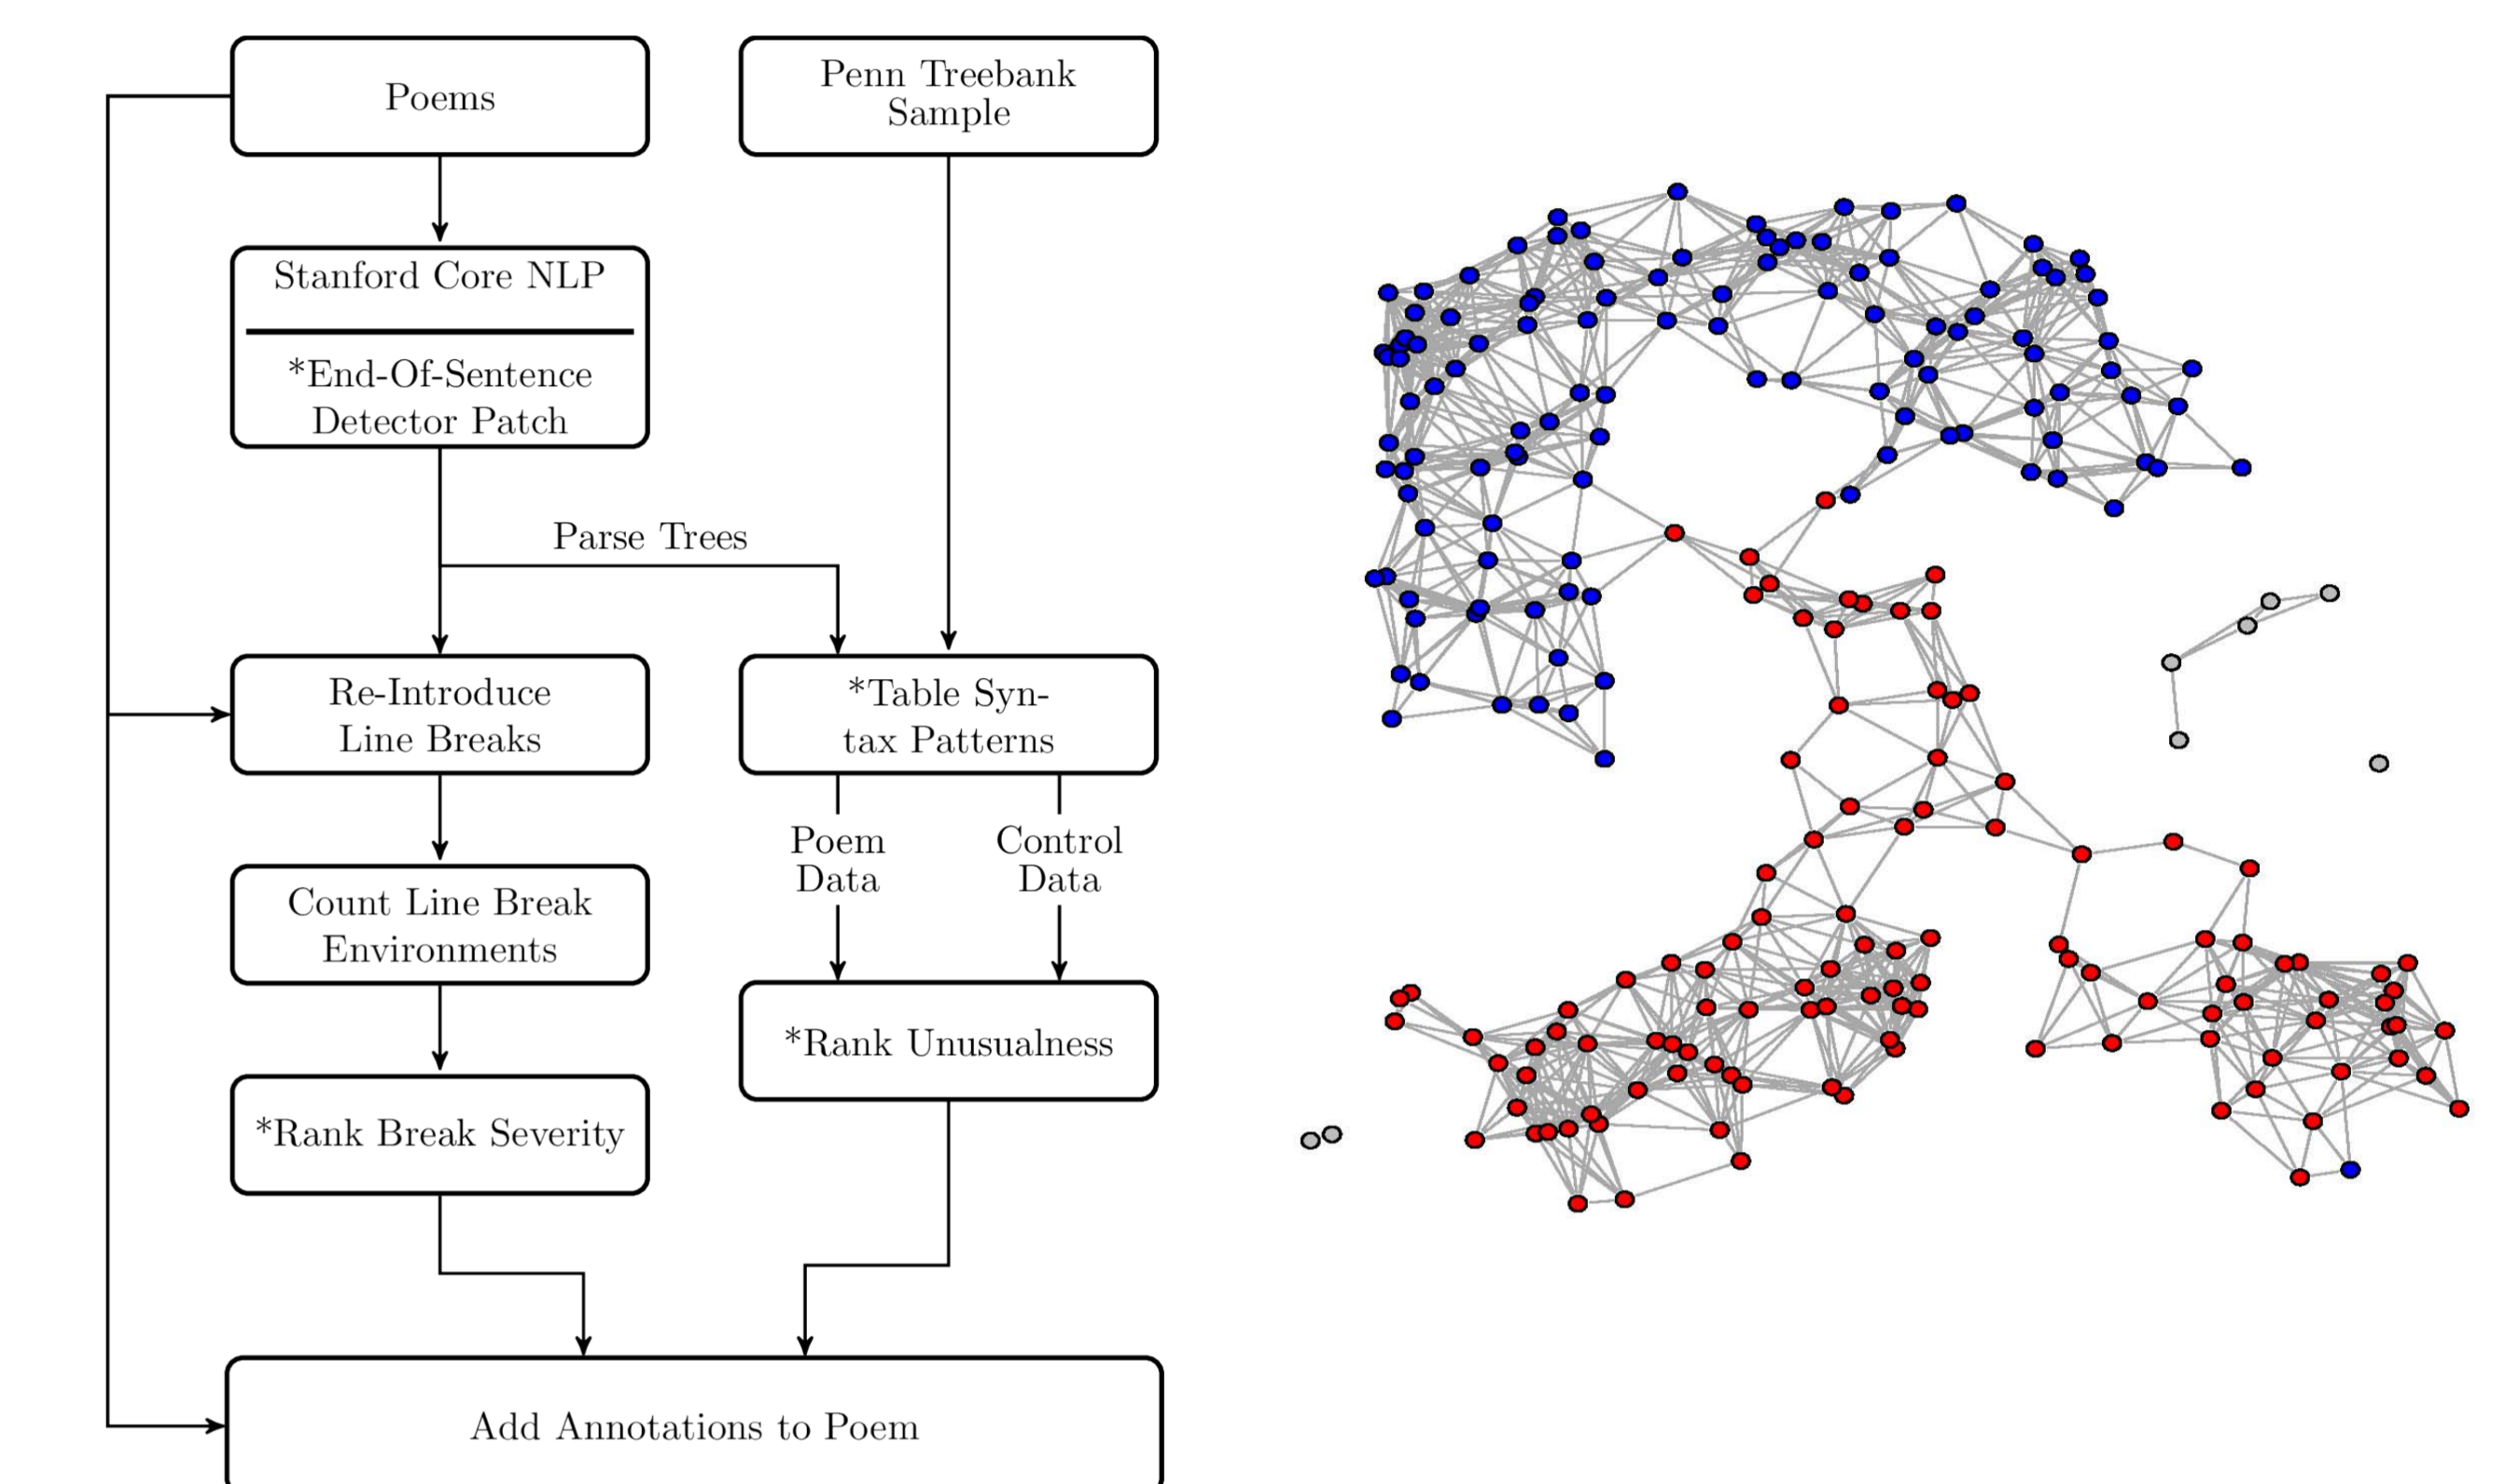 Poems
Penn Treebank
Sample
Stanford Core NLP
*End-Of-Sentence
Detector Patch
Parse Trees
Re-Introduce
Line Breaks
*Table Syn-
tax Patterns
Poem
Data
Control
Data
Count Line Break
Environments
*Rank Unusualness
*Rank Break Severity
Add Annotations to Poem